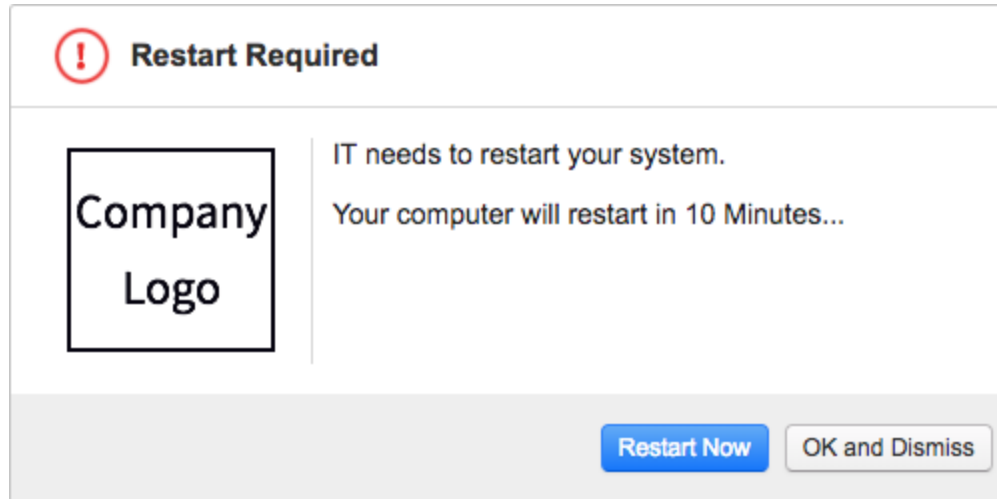 Restart Required
IT needs to restart your system.
Your computer will restart in 10 Minutes...
Company
Logo
Restart Now
OK and Dismiss